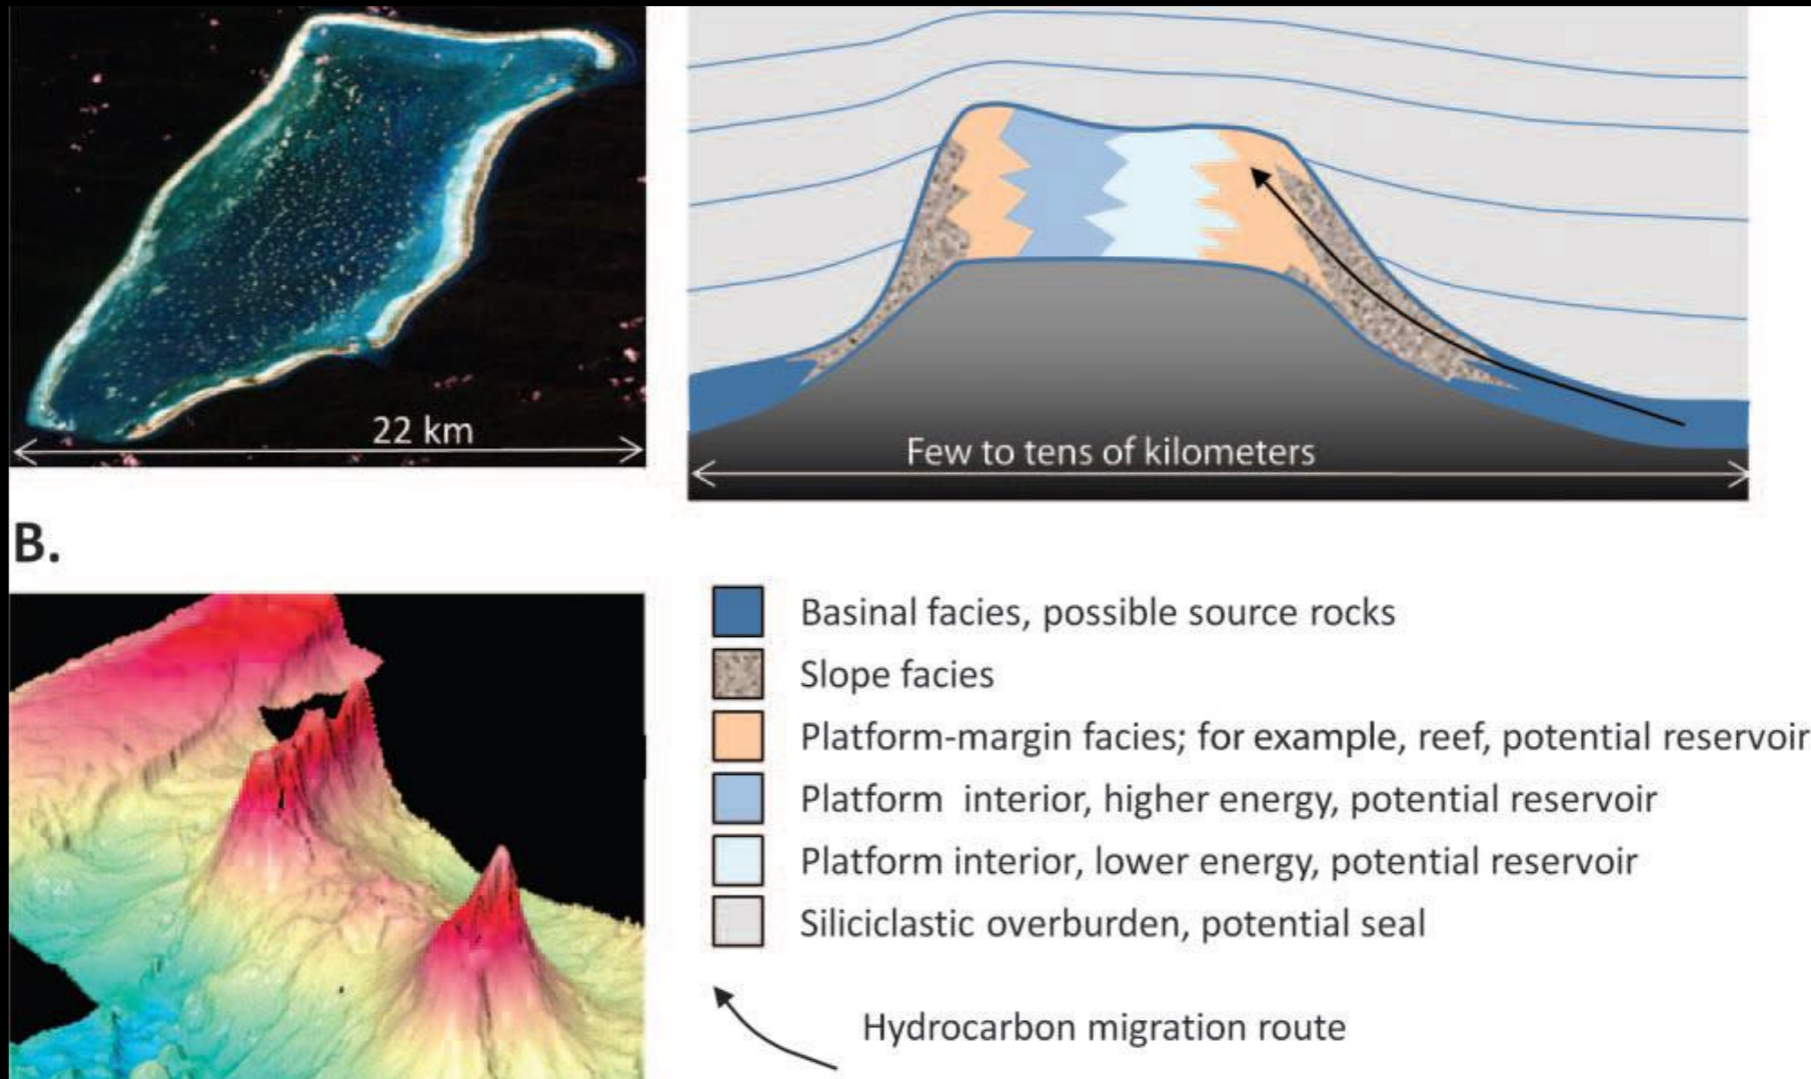 22 km
Few to tens of kilometers
B.
Basinal facies, possible source rocks
Slope facies
Platform-margin facies; for example, reef, potential reservoir
Platform interior, higher energy, potential reservoir
Platform interior, lower energy, potential reservoir
Siliciclastic overburden, potential seal
Hydrocarbon migration route